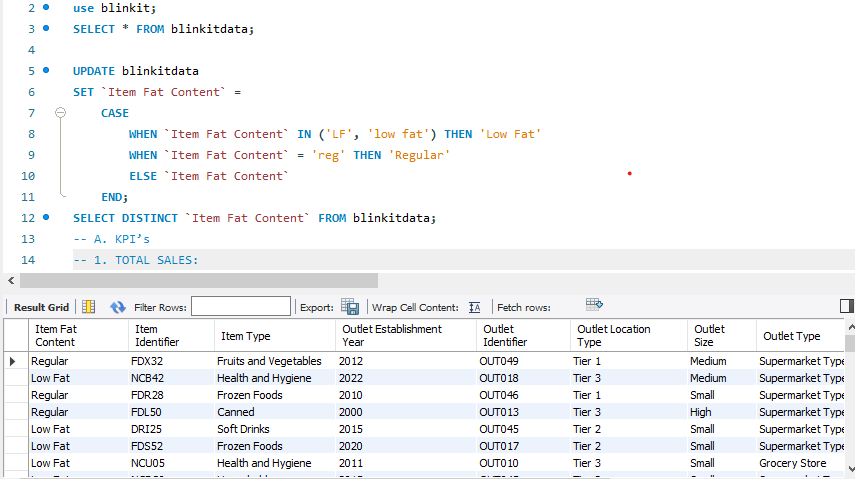 2 use blinkit;
3 SELECT * FROM blinkitdata;
4
5 UPDATE blinkitdata
6 SET `Item Fat Content` =
7 CASE
8 WHEN `Item Fat Content` IN ('LF', 'low fat') THEN 'Low Fat'
9 WHEN `Item Fat Content` = 'reg' THEN 'Regular'
10 ELSE `Item Fat Content`
11 END;
12 SELECT DISTINCT `Item Fat Content` FROM blinkitdata;
13 -- A. KPI’s
14 -- 1. TOTAL SALES:
Result Grid Filter Rows: Export: Wrap Cell Content: Fetch rows:
Item Fat Content Item Identifier Item Type Outlet Establishment Year Outlet Identifier Outlet Location Type Outlet Size Outlet Type
Regular FDX32 Fruits and Vegetables 2012 OUT049 Tier 1 Medium Supermarket Type
Low Fat NCB42 Health and Hygiene 2022 OUT018 Tier 3 Medium Supermarket Type
Regular FDR28 Frozen Foods 2010 OUT046 Tier 1 Small Supermarket Type
Regular FDL50 Canned 2000 OUT013 Tier 3 High Supermarket Type
Low Fat DRI25 Soft Drinks 2015 OUT045 Tier 2 Small Supermarket Type
Low Fat FDS52 Frozen Foods 2020 OUT017 Tier 2 Small Supermarket Type
Low Fat NCU05 Health and Hygiene 2011 OUT010 Tier 3 Small Grocery Store